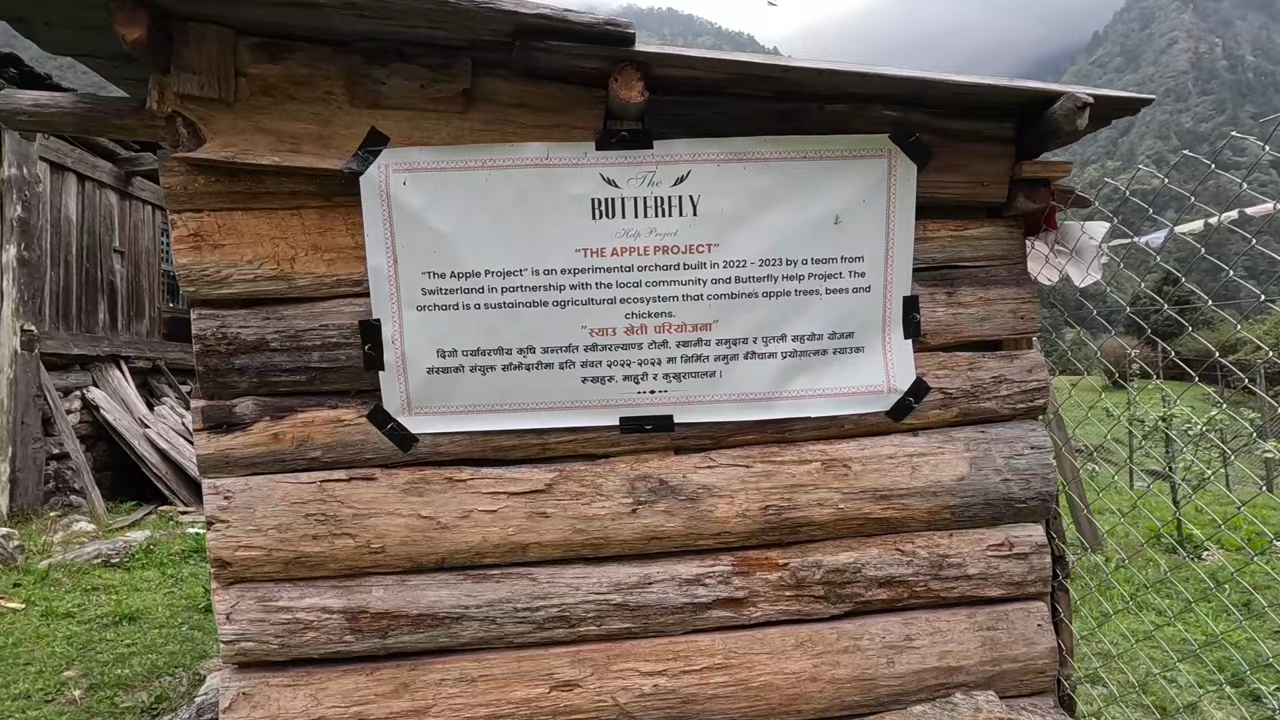 The
BUTTERFLY
Help Project
“THE APPLE PROJECT”
“The Apple Project” is an experimental orchard built in 2022 - 2023 by a team from
Switzerland in partnership with the local community and Butterfly Help Project. The
orchard is a sustainable agricultural ecosystem that combine's apple trees, bees and
chickens.
“स्याउ खेती परियोजना”
दिगो पर्यावरणीय कृषि अन्तर्गत स्वीजरल्याण्ड टोली, स्थानीय समुदाय र पुतली सहयोग योजना
संस्थाको संयुक्त साँझेदारीमा इति संवत २०२२-२०२३ मा निर्मित नमुना बगैंचामा प्रयोगात्मक स्याउका
रूखहरु, माहुरी र कुखुरापालन ।